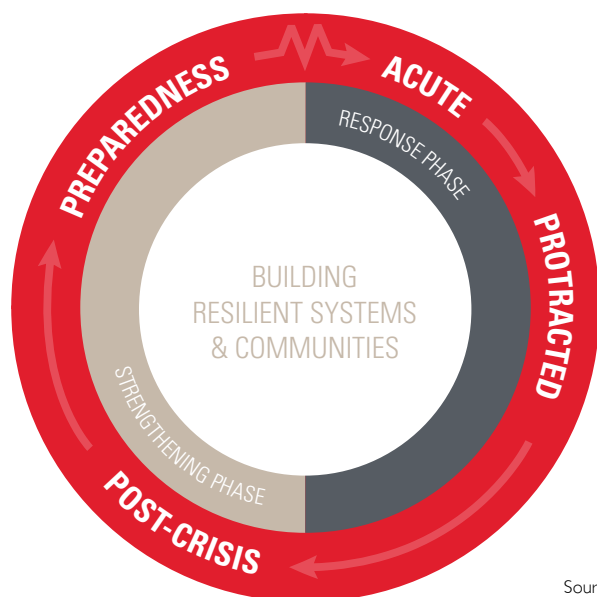 PREPAREDNESS
ACUTE
RESPONSE PHASE
PROTRACTED
BUILDING
RESILIENT SYSTEMS
& COMMUNITIES
STRENGTHENING PHASE
POST-CRISIS
Sour